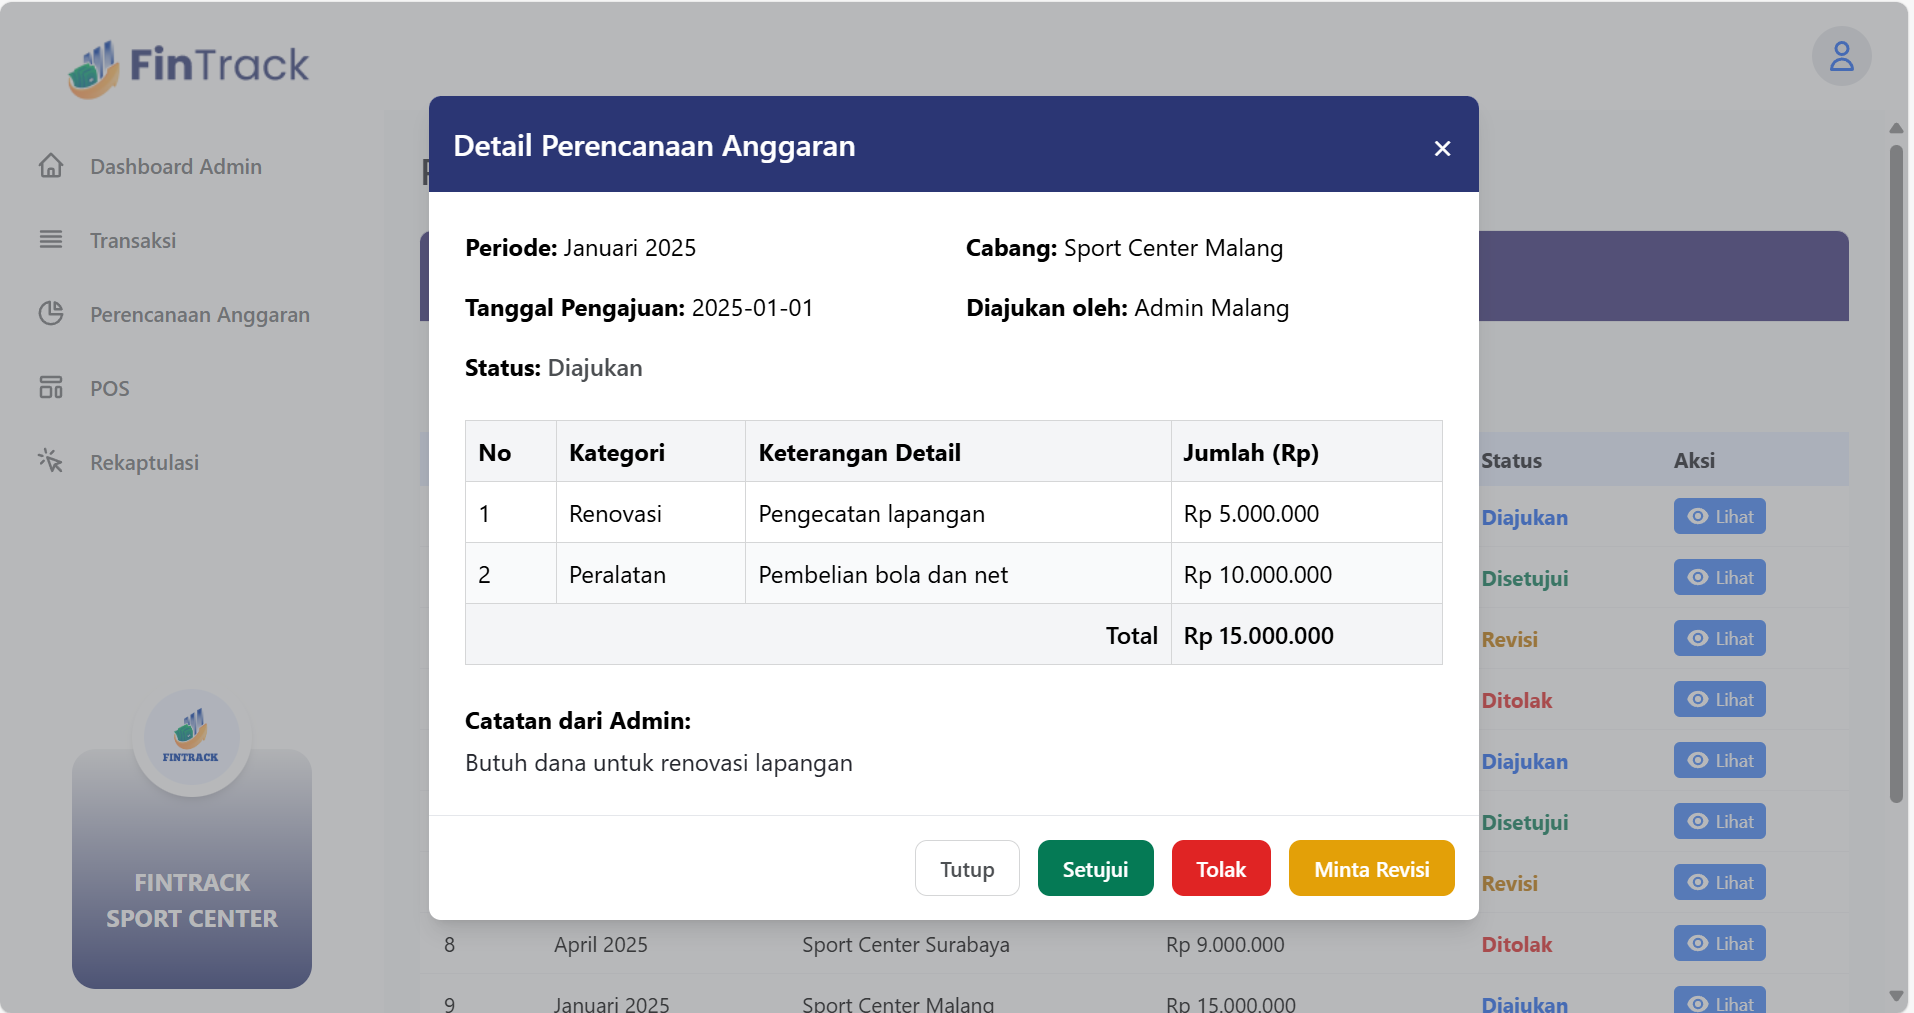 FinTrack
Dashboard Admin
Transaksi
Perencanaan Anggaran
POS
Rekaptulasi
FINTRACK
FINTRACK
SPORT CENTER
Detail Perencanaan Anggaran
Periode: Januari 2025
Cabang: Sport Center Malang
Tanggal Pengajuan: 2025-01-01
Diajukan oleh: Admin Malang
Status: Diajukan
No Kategori Keterangan Detail Jumlah (Rp)
1 Renovasi Pengecatan lapangan Rp 5.000.000
2 Peralatan Pembelian bola dan net Rp 10.000.000
Total Rp 15.000.000
Catatan dari Admin:
Butuh dana untuk renovasi lapangan
Tutup Setujui Tolak Minta Revisi
Status Aksi
Diajukan Lihat
Disetujui Lihat
Revisi Lihat
Ditolak Lihat
Diajukan Lihat
Disetujui Lihat
Revisi Lihat
8 April 2025 Sport Center Surabaya Rp 9.000.000 Ditolak Lihat
9 Januari 2025 Sport Center Malang Rp 15.000.000 Diajukan Lihat